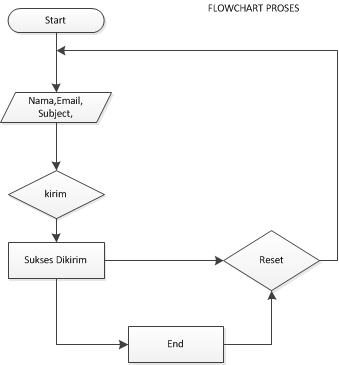 FLOWCHART PROSES
Start
Nama,Email,
Subject,
kirim
Sukses Dikirim
Reset
End